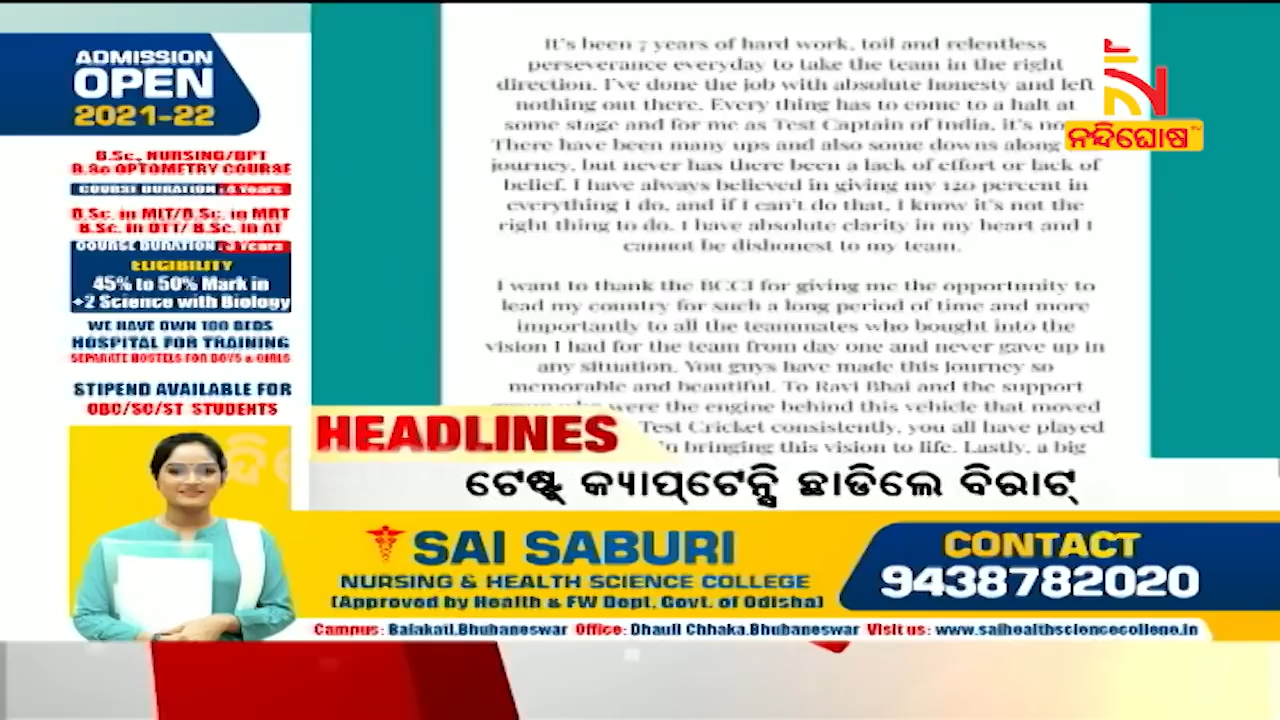 ADMISSION
OPEN
2021-22
B.Sc., NURSING/BPT
B.Sc OPTOMETRY COURSE
COURSE DURATION : 4 Years
B.Sc. in MLT/B.Sc. in MRT
B.Sc. in OTT/ B.Sc. in AT
COURSE DURATION : 3 Years
ELIGIBILITY
45% to 50% Mark in
+2 Science with Biology
WE HAVE OWN 100 BEDS
HOSPITAL FOR TRAINING
SEPARATE HOSTELS FOR BOYS & GIRLS
STIPEND AVAILABLE FOR
OBC/SC/ST STUDENTS
It's been 7 years of hard work, toil and relentless
perseverance everyday to take the team in the right
direction. I've done the job with absolute honesty and left
nothing out there. Every thing has to come to a halt at
some stage and for me as Test Captain of India, it's
There have been many ups and also some downs along
journey, but never has there been a lack of effort or lack of
belief. I have always believed in giving my 120 percent in
everything I do, and if I can't do that, I know it's not the
right thing to do. I have absolute clarity in my heart and I
cannot be dishonest to my team.
I want to thank the BCCI for giving me the opportunity to
lead my country for such a long period of time and more
importantly to all the teammates who bought into the
vision I had for the team from day one and never gave up in
any situation. You guys have made this journey so
memorable and beautiful. To Ravi Bhai and the support
were the engine behind this vehicle that moved
Test Cricket consistently, you all have played
in bringing this vision to life. Lastly, a big
ନନ୍ଦିଘୋଷ
HEADLINES
ଟେଷ୍ଟ କ୍ୟାପ୍‌ଟେନ୍ସି ଛାଡିଲେ ବିରାଟ୍
SAI SABURI
NURSING & HEALTH SCIENCE COLLEGE
(Approved by Health & FW Dept, Govt. of Odisha)
CONTACT
9438782020
Campus: Balakati,Bhubaneswar Office: Dhauli Chhaka,Bhubaneswar Visit us: www.saihealthsciencecollege.in